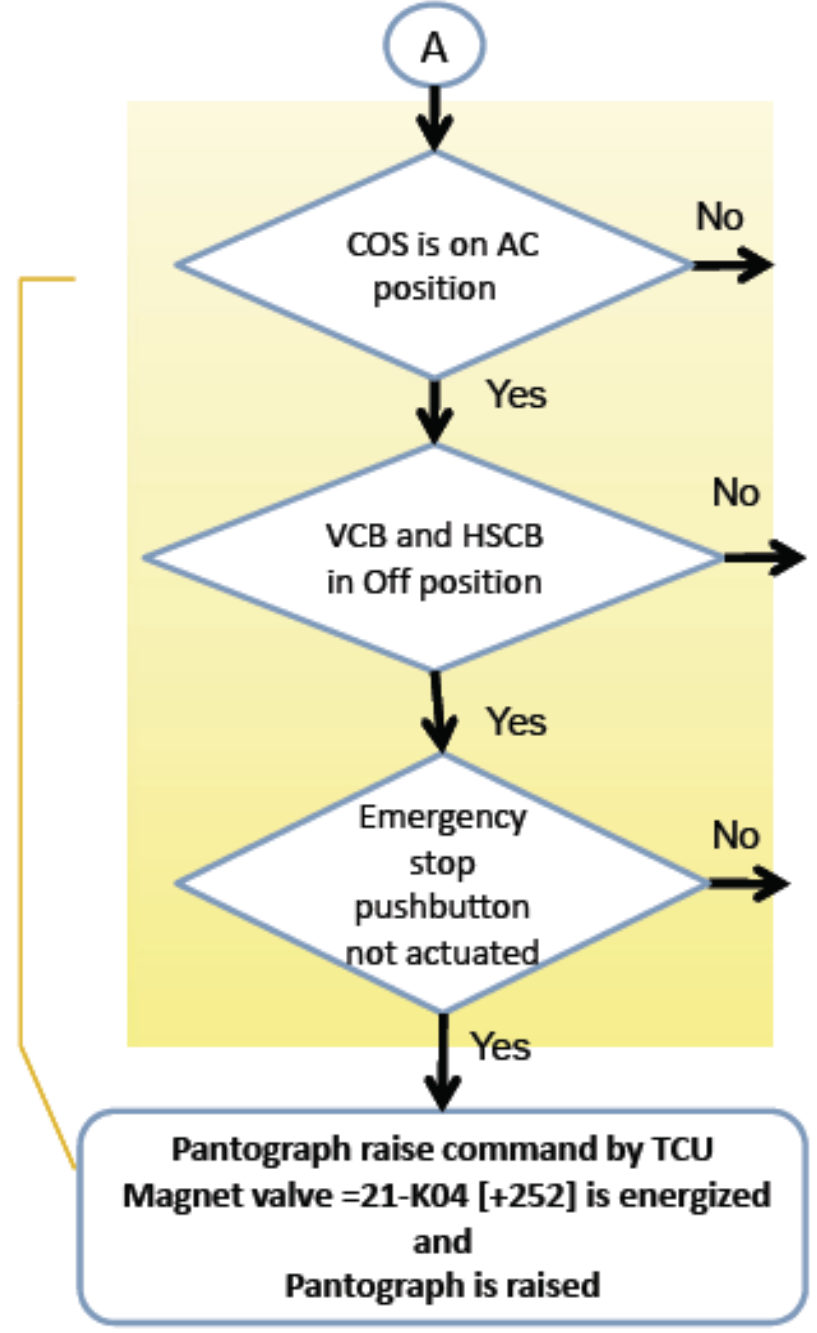 A
COS is on AC
position
No
Yes
VCB and HSCB
in Off position
No
Yes
Emergency
stop
pushbutton
not actuated
No
Yes
Pantograph raise command by TCU
Magnet valve =21-K04 [+252] is energized
and
Pantograph is raised